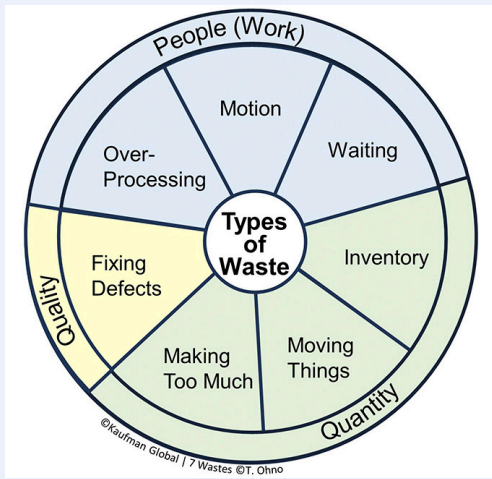 People (Work)
Motion
Over-
Processing
Waiting
Types
of
Waste
Fixing
Defects
Inventory
Quality
Making
Too Much
Moving
Things
Quantity
©Kaufman Global | 7 Wastes ©T. Ohno